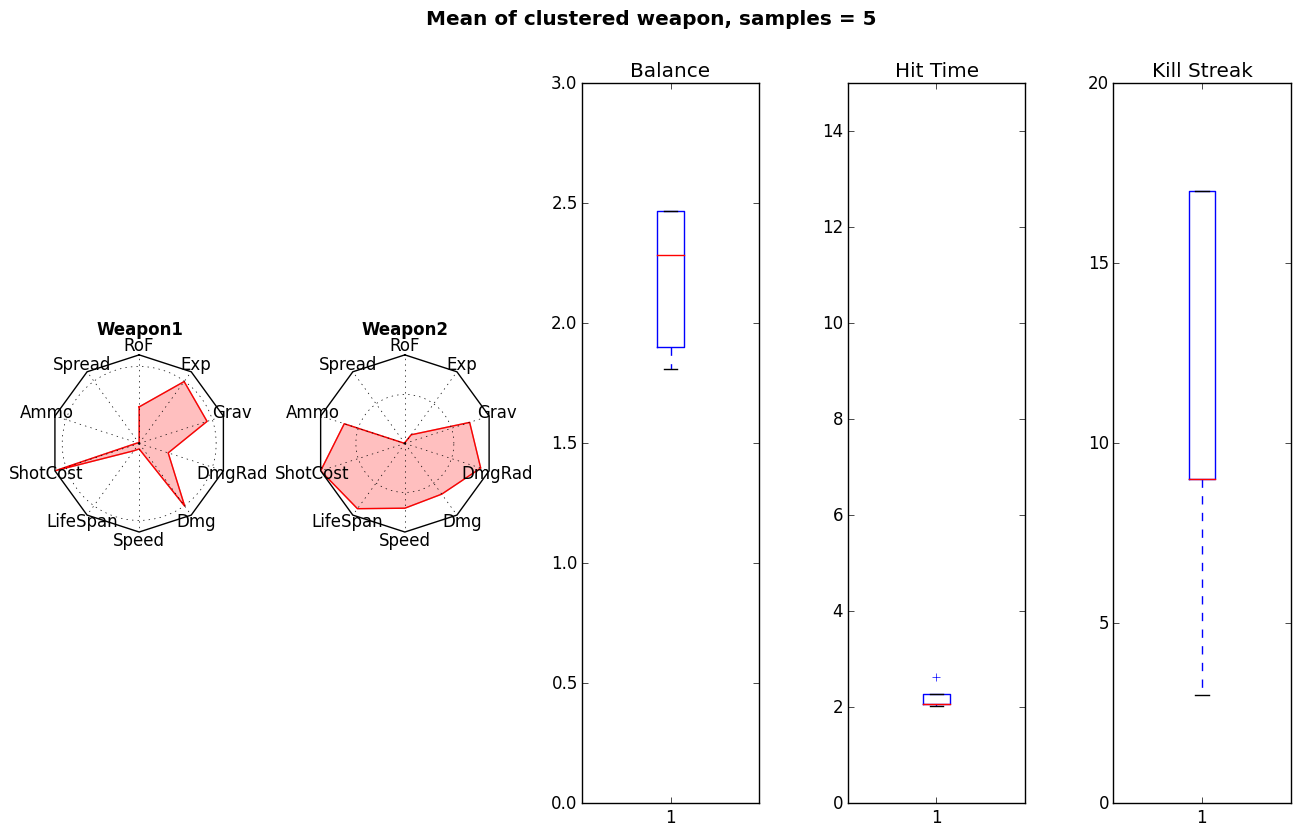 Mean of clustered weapon, samples = 5
Weapon1
RoF
Spread
Exp
Ammo
Grav
ShotCost
DmgRad
LifeSpan
Dmg
Speed
Weapon2
RoF
Spread
Exp
Ammo
Grav
ShotCost
DmgRad
LifeSpan
Dmg
Speed
Balance
3.0
2.5
2.0
1.5
1.0
0.5
0.0
1
Hit Time
14
12
10
8
6
4
2
0
1
Kill Streak
20
15
10
5
0
1